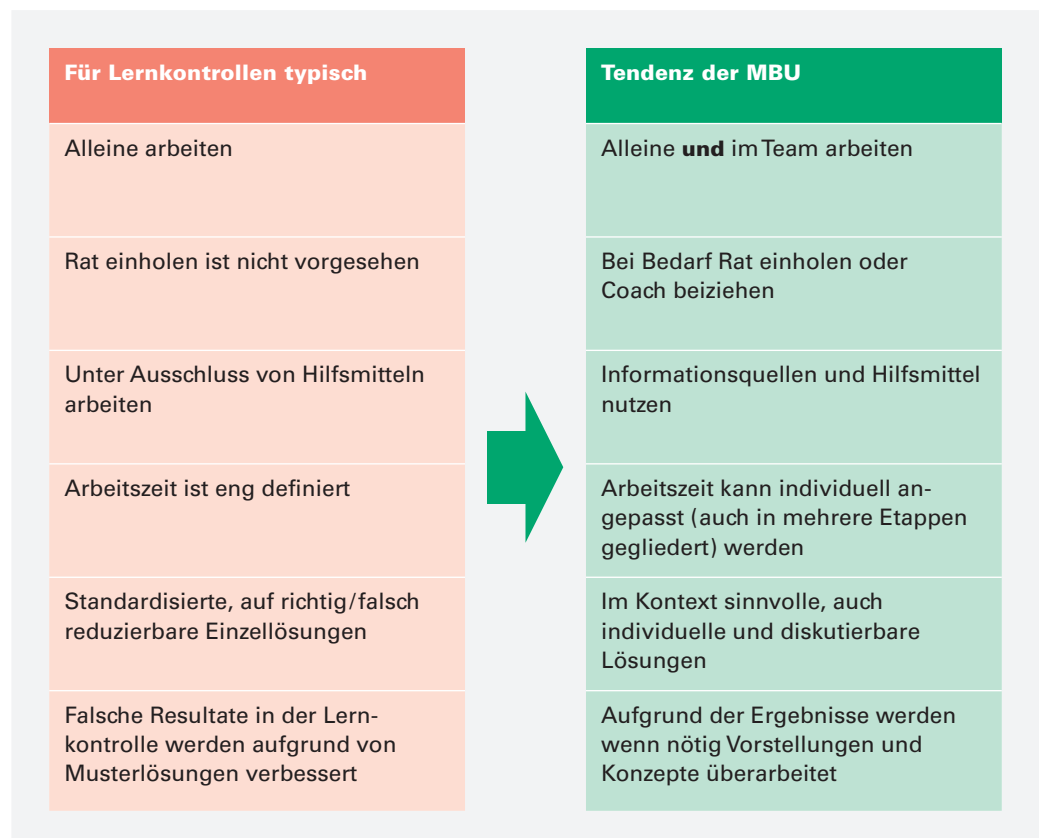 Für Lernkontrollen typisch
Alleine arbeiten
Rat einholen ist nicht vorgesehen
Unter Ausschluss von Hilfsmitteln
arbeiten
Arbeitszeit ist eng definiert
Standardisierte, auf richtig/falsch
reduzierbare Einzellösungen
Falsche Resultate in der Lern-
kontrolle werden aufgrund von
Musterlösungen verbessert
Tendenz der MBU
Alleine und im Team arbeiten
Bei Bedarf Rat einholen oder
Coach beiziehen
Informationsquellen und Hilfsmittel
nutzen
Arbeitszeit kann individuell an-
gepasst (auch in mehrere Etappen
gegliedert) werden
Im Kontext sinnvolle, auch
individuelle und diskutierbare
Lösungen
Aufgrund der Ergebnisse werden
wenn nötig Vorstellungen und
Konzepte überarbeitet